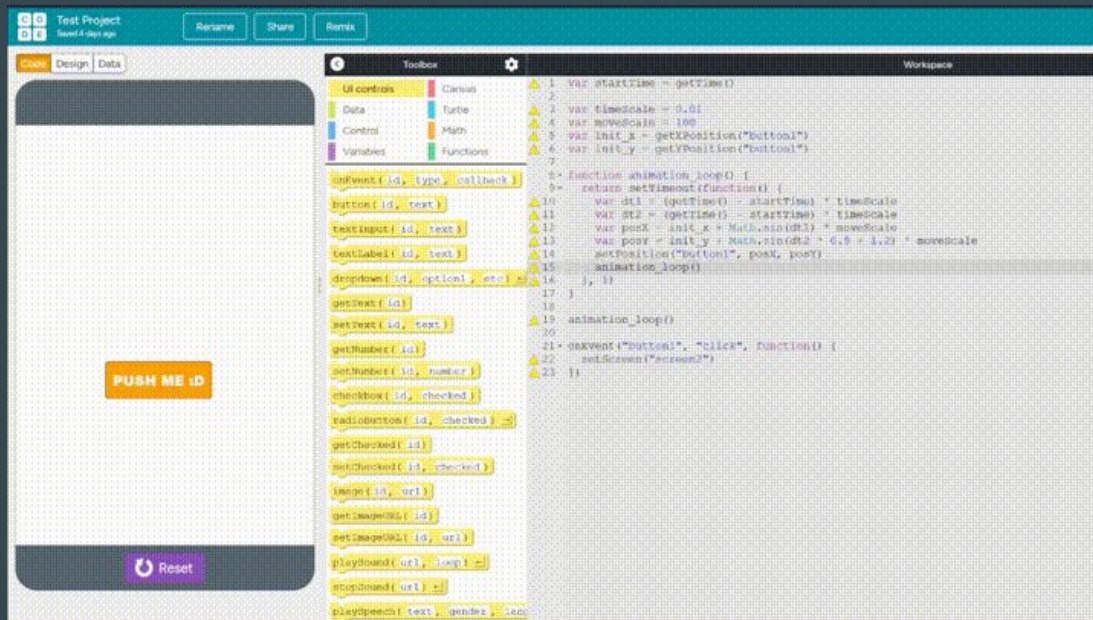 C O
D E
Test Project
Saved 4 days ago
Rename
Share
Remix
Code
Design
Data
PUSH ME :D
Reset
Toolbox
UI controls
Canvas
Data
Turtle
Control
Math
Variables
Functions
onEvent( id, type, callback )
button( id, text )
textInput( id, text )
textLabel( id, text )
dropdown( id, option1, etc )
getText( id )
setText( id, text )
getNumber( id )
setNumber( id, number )
checkbox( id, checked )
radioButton( id, checked )
getChecked( id )
setChecked( id, checked )
image( id, url )
getImageURL( id )
setImageURL( id, url )
playSound( url, loop )
stopSound( url )
playSpeech( text, gender,
Workspace
1 var startTime = getTime()
2
3 var timeScale = 0.01
4 var moveScale = 100
5 var init_x = getXPosition("button1")
6 var init_y = getYPosition("button1")
7
8 function animation_loop() {
9 return setTimeout(function() {
10 var dt1 = (getTime() - startTime) * timeScale
11 var dt2 = (getTime() - startTime) * timeScale
12 var posX = init_x + Math.sin(dt1) * moveScale
13 var posY = init_y + Math.sin(dt2 * 0.9 + 1.2) * moveScale
14 setPosition("button1", posX, posY)
15 animation_loop()
16 }, 1)
17 }
18
19 animation_loop()
20
21 onEvent("button1", "click", function() {
22 setScreen("screen2")
23 })